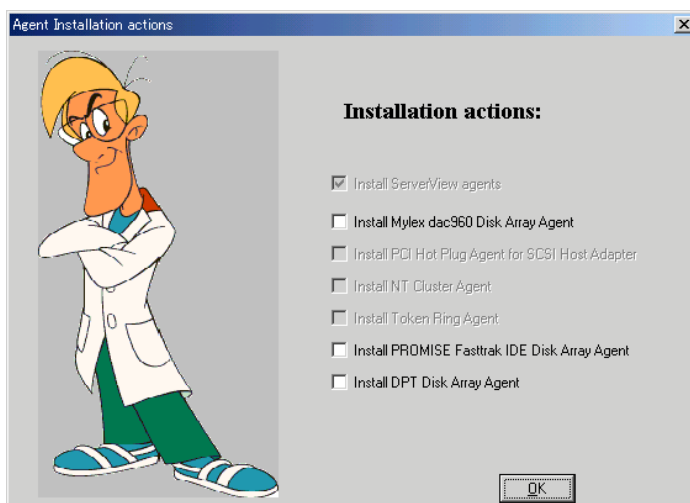 Agent Installation actions
Installation actions:
Install ServerView agents
Install Mylex dac960 Disk Array Agent
Install PCI Hot Plug Agent for SCSI Host Adapter
Install NT Cluster Agent
Install Token Ring Agent
Install PROMISE Fasttrak IDE Disk Array Agent
Install DPT Disk Array Agent
OK